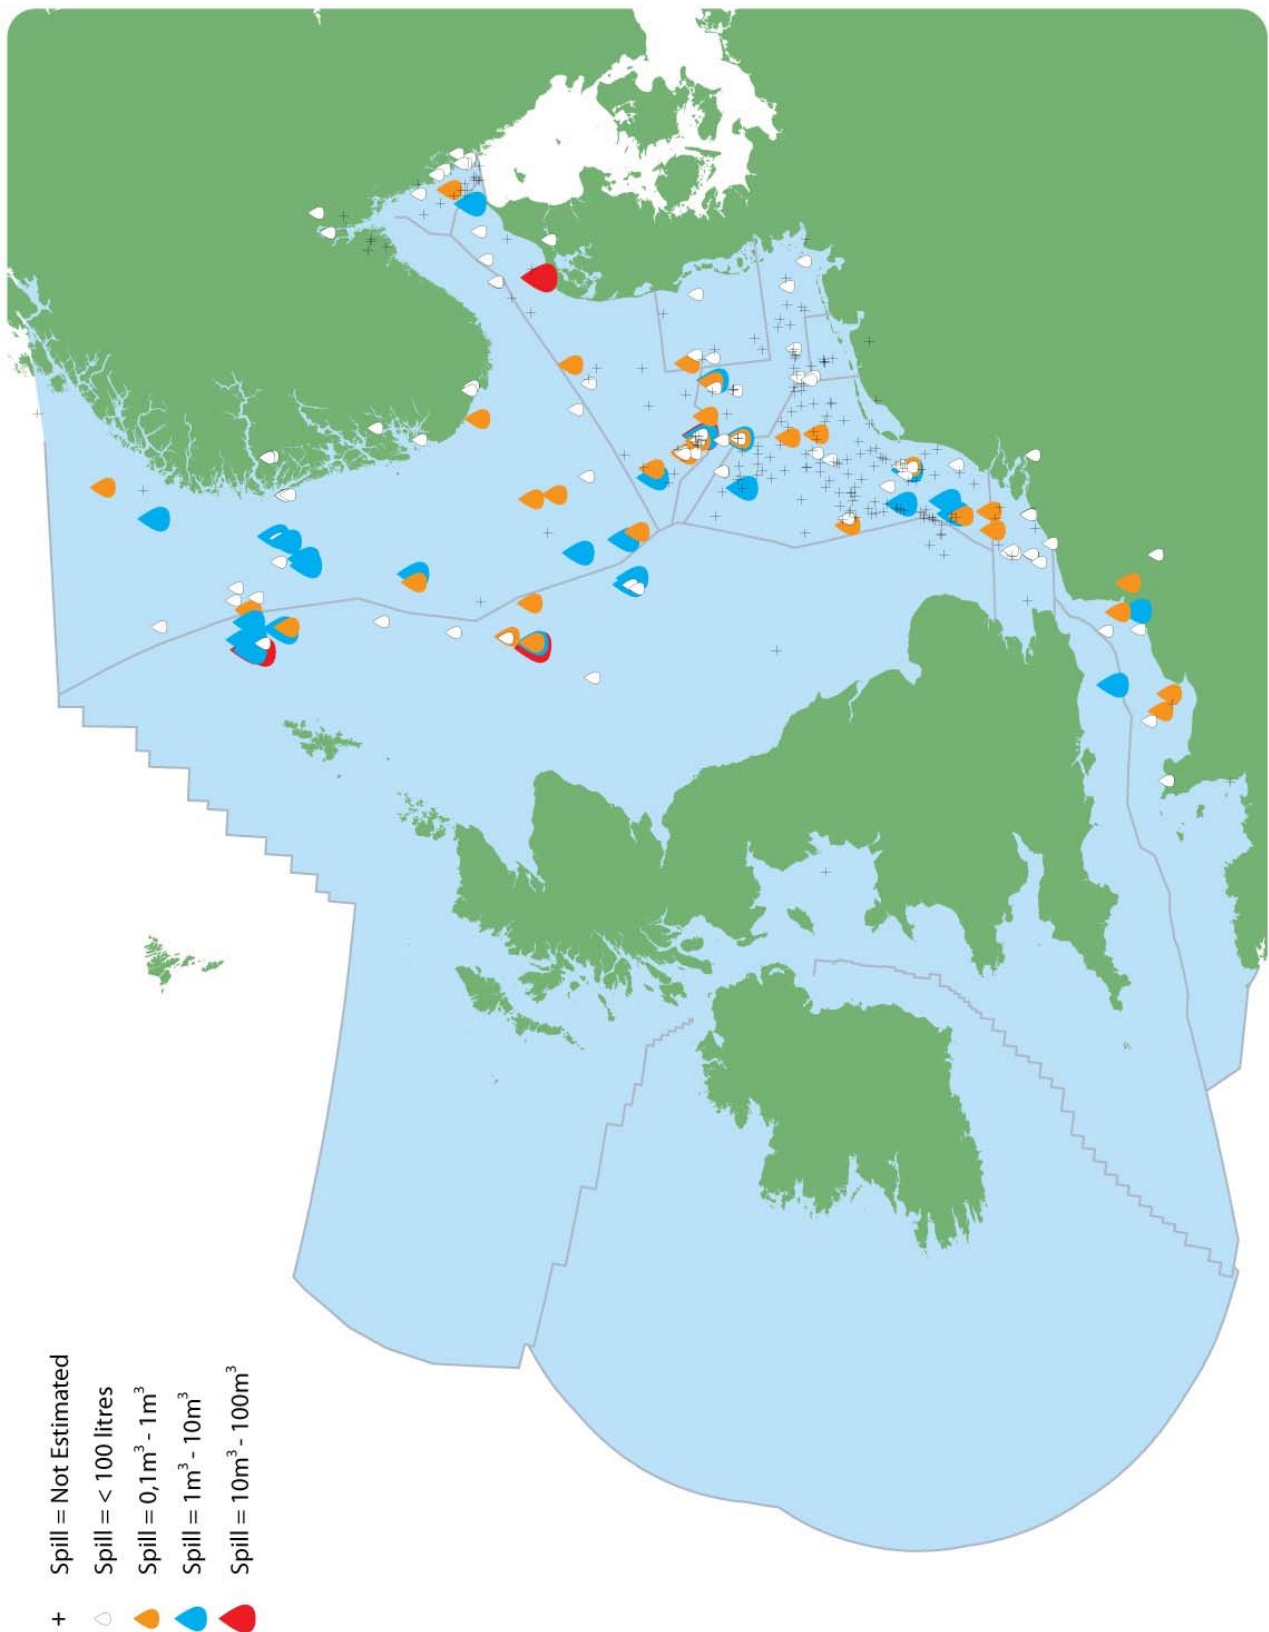 Spill = Not Estimated
Spill = < 100 litres
Spill = 0,1m³ - 1m³
Spill = 1m³ - 10m³
Spill = 10m³ - 100m³